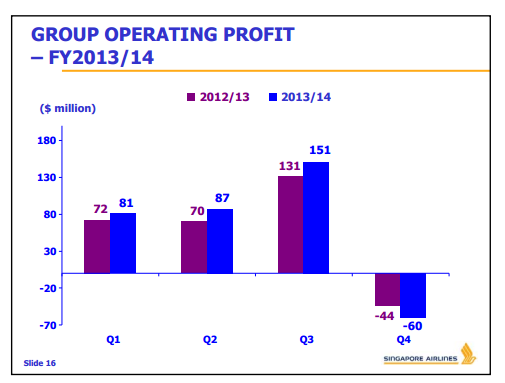 GROUP OPERATING PROFIT
– FY2013/14
2012/13 2013/14
($ million)
180
130
80
30
-20
-70
72 81
70 87
131 151
-44 -60
Q1 Q2 Q3 Q4
Slide 16
SINGAPORE AIRLINES